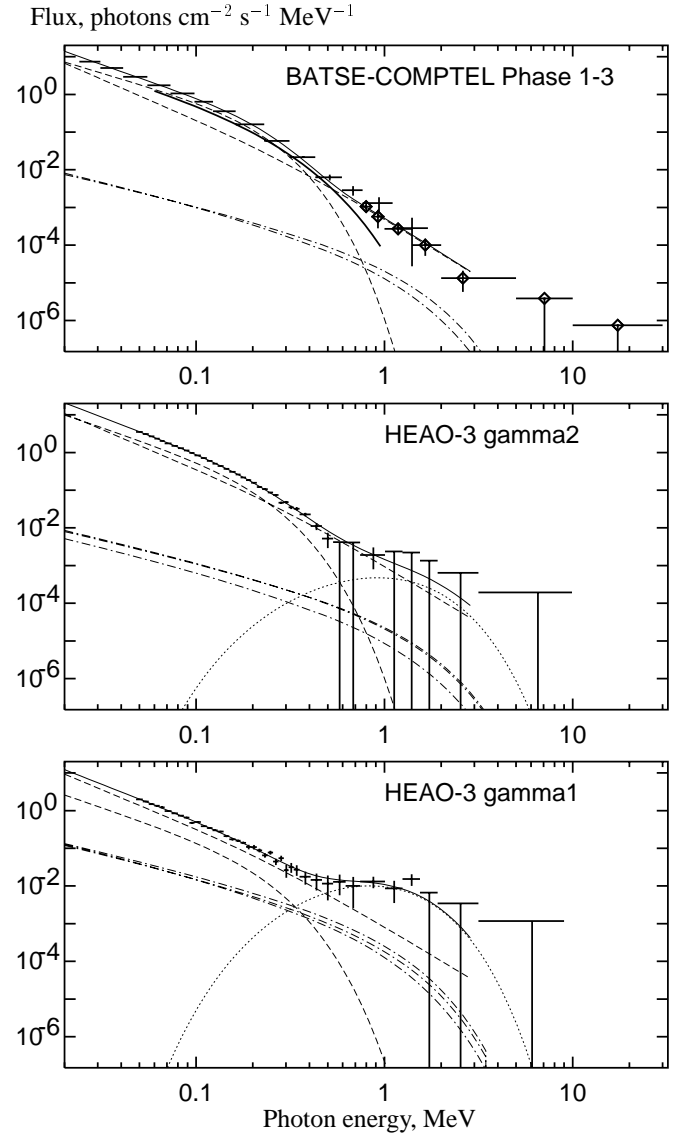 Flux, photons cm⁻² s⁻¹ MeV⁻¹
BATSE-COMPTEL Phase 1-3
10⁰
10⁻²
10⁻⁴
10⁻⁶
0.1 1 10
HEAO-3 gamma2
10⁰
10⁻²
10⁻⁴
10⁻⁶
0.1 1 10
HEAO-3 gamma1
10⁰
10⁻²
10⁻⁴
10⁻⁶
0.1 1 10
Photon energy, MeV